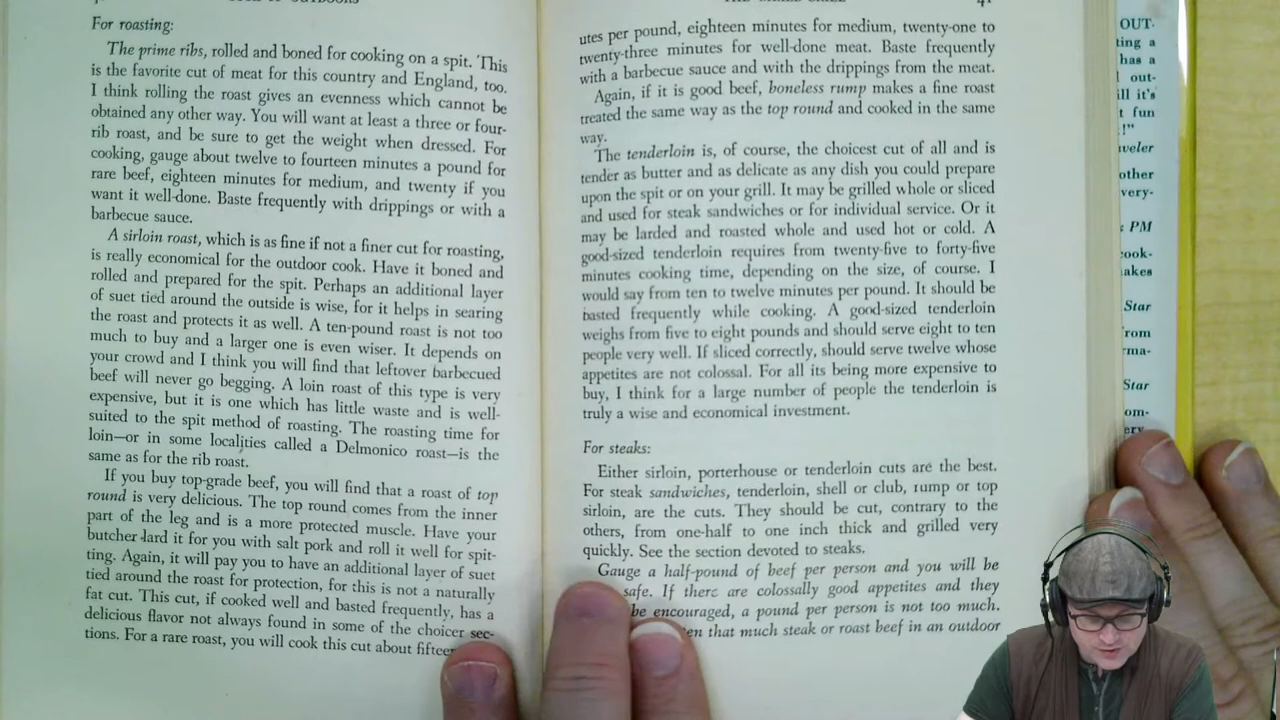 For roasting:
The prime ribs, rolled and boned for cooking on a spit. This
is the favorite cut of meat for this country and England, too.
I think rolling the roast gives an evenness which cannot be
obtained any other way. You will want at least a three or four-
rib roast, and be sure to get the weight when dressed. For
cooking, gauge about twelve to fourteen minutes a pound for
rare beef, eighteen minutes for medium, and twenty if you
want it well-done. Baste frequently with drippings or with a
barbecue sauce.
A sirloin roast, which is as fine if not a finer cut for roasting,
is really economical for the outdoor cook. Have it boned and
rolled and prepared for the spit. Perhaps an additional layer
of suet tied around the outside is wise, for it helps in searing
the roast and protects it as well. A ten-pound roast is not too
much to buy and a larger one is even wiser. It depends on
your crowd and I think you will find that leftover barbecued
beef will never go begging. A loin roast of this type is very
expensive, but it is one which has little waste and is well-
suited to the spit method of roasting. The roasting time for
loin—or in some localities called a Delmonico roast—is the
same as for the rib roast.
If you buy top-grade beef, you will find that a roast of top
round is very delicious. The top round comes from the inner
part of the leg and is a more protected muscle. Have your
butcher lard it for you with salt pork and roll it well for spit-
ting. Again, it will pay you to have an additional layer of suet
tied around the roast for protection, for this is not a naturally
fat cut. This cut, if cooked well and basted frequently, has a
delicious flavor not always found in some of the choicer sec-
tions. For a rare roast, you will cook this cut about fifteen
utes per pound, eighteen minutes for medium, twenty-one to
twenty-three minutes for well-done meat. Baste frequently
with a barbecue sauce and with the drippings from the meat.
Again, if it is good beef, boneless rump makes a fine roast
treated the same way as the top round and cooked in the same
way.
The tenderloin is, of course, the choicest cut of all and is
tender as butter and as delicate as any dish you could prepare
upon the spit or on your grill. It may be grilled whole or sliced
and used for steak sandwiches or for individual service. Or it
may be larded and roasted whole and used hot or cold. A
good-sized tenderloin requires from twenty-five to forty-five
minutes cooking time, depending on the size, of course. I
would say from ten to twelve minutes per pound. It should be
basted frequently while cooking. A good-sized tenderloin
weighs from five to eight pounds and should serve eight to ten
people very well. If sliced correctly, should serve twelve whose
appetites are not colossal. For all its being more expensive to
buy, I think for a large number of people the tenderloin is
truly a wise and economical investment.
For steaks:
Either sirloin, porterhouse or tenderloin cuts are the best.
For steak sandwiches, tenderloin, shell or club, rump or top
sirloin, are the cuts. They should be cut, contrary to the
others, from one-half to one inch thick and grilled very
quickly. See the section devoted to steaks.
Gauge a half-pound of beef per person and you will be
safe. If there are colossally good appetites and they
be encouraged, a pound per person is not too much.
en that much steak or roast beef in an outdoor
OUT-
ting a
has a
out-
ill it's
t fun
!"
veler
other
very-
PM
ook-
akes
Star
rom
rma-
Star
om-
ery